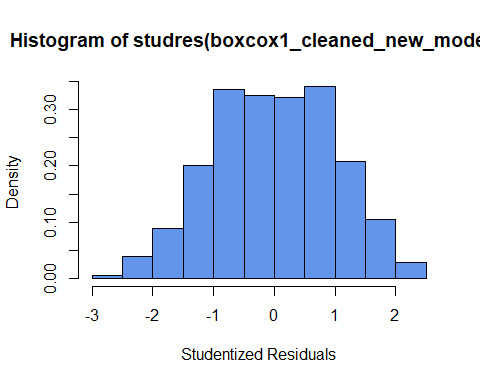 Histogram of studres(boxcox1_cleaned_new_mode
Density
0.30
0.20
0.10
0.00
-3 -2 -1 0 1 2
Studentized Residuals